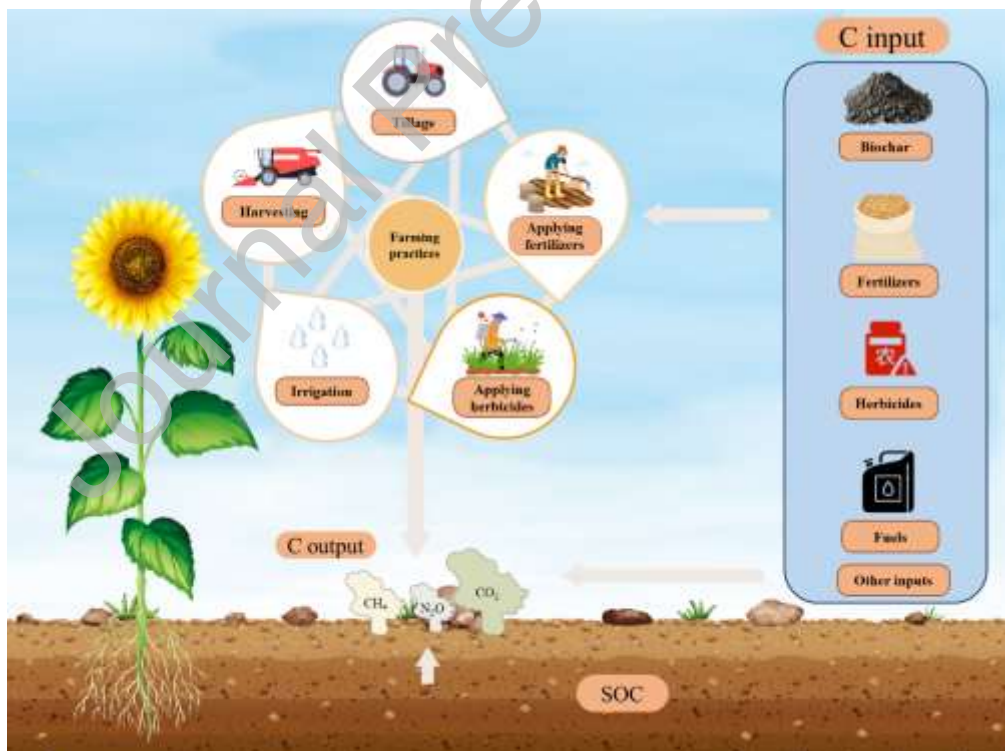 Journal Pre
C input
Biochar
Fertilizers
农
Herbicides
Fuels
Other inputs
Tillage
Harvesting
Farming
practices
Applying
fertilizers
Irrigation
Applying
herbicides
C output
CH₄
N₂O
CO₂
SOC